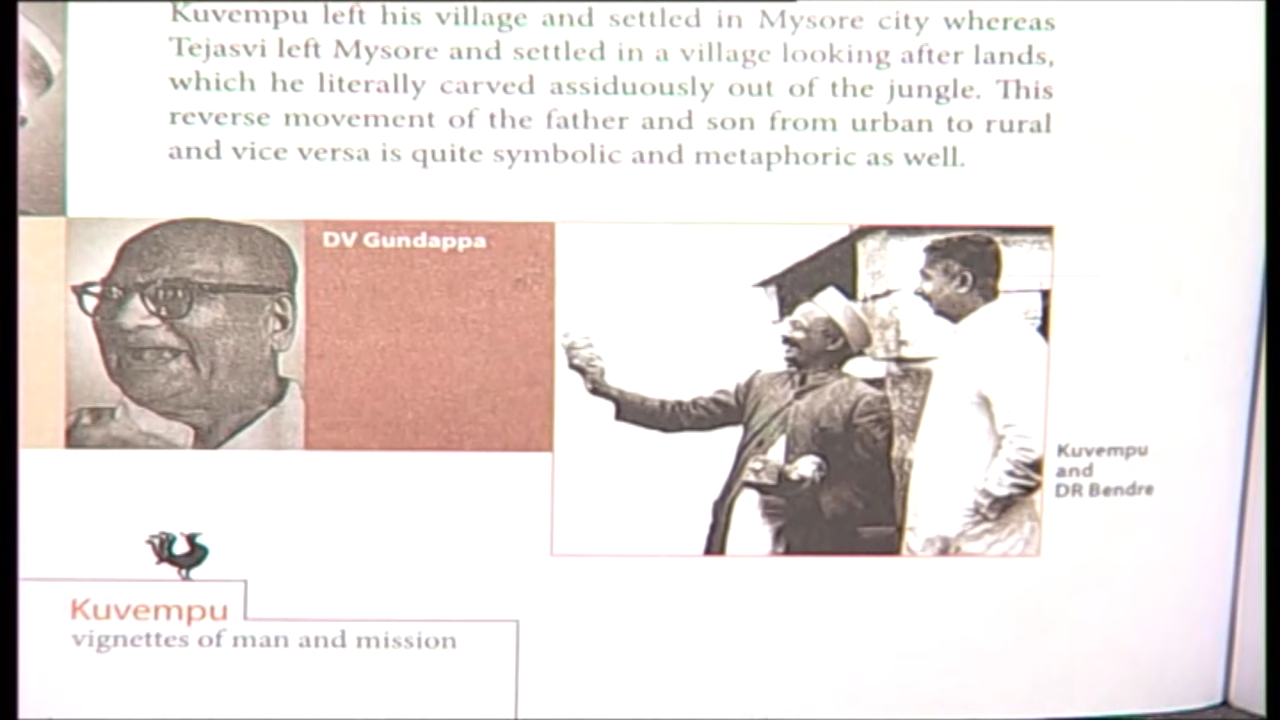 Kuvempu left his village and settled in Mysore city whereas
Tejasvi left Mysore and settled in a village looking after lands,
which he literally carved assiduously out of the jungle. This
reverse movement of the father and son from urban to rural
and vice versa is quite symbolic and metaphoric as well.
DV Gundappa
Kuvempu
and
DR Bendre
Kuvempu
vignettes of man and mission